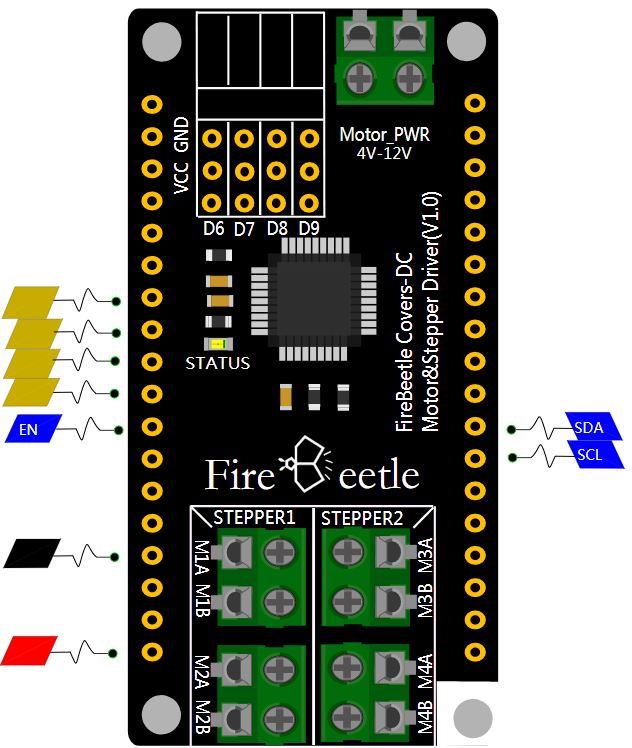 Motor_PWR
4V-12V
VCC GND
D6 D7 D8 D9
STATUS
FireBeetle Covers-DC
Motor&Stepper Driver(V1.0)
EN
SDA
SCL
Fire eetle
STEPPER1
STEPPER2
M1A
M1B
M2A
M2B
M3A
M3B
M4A
M4B